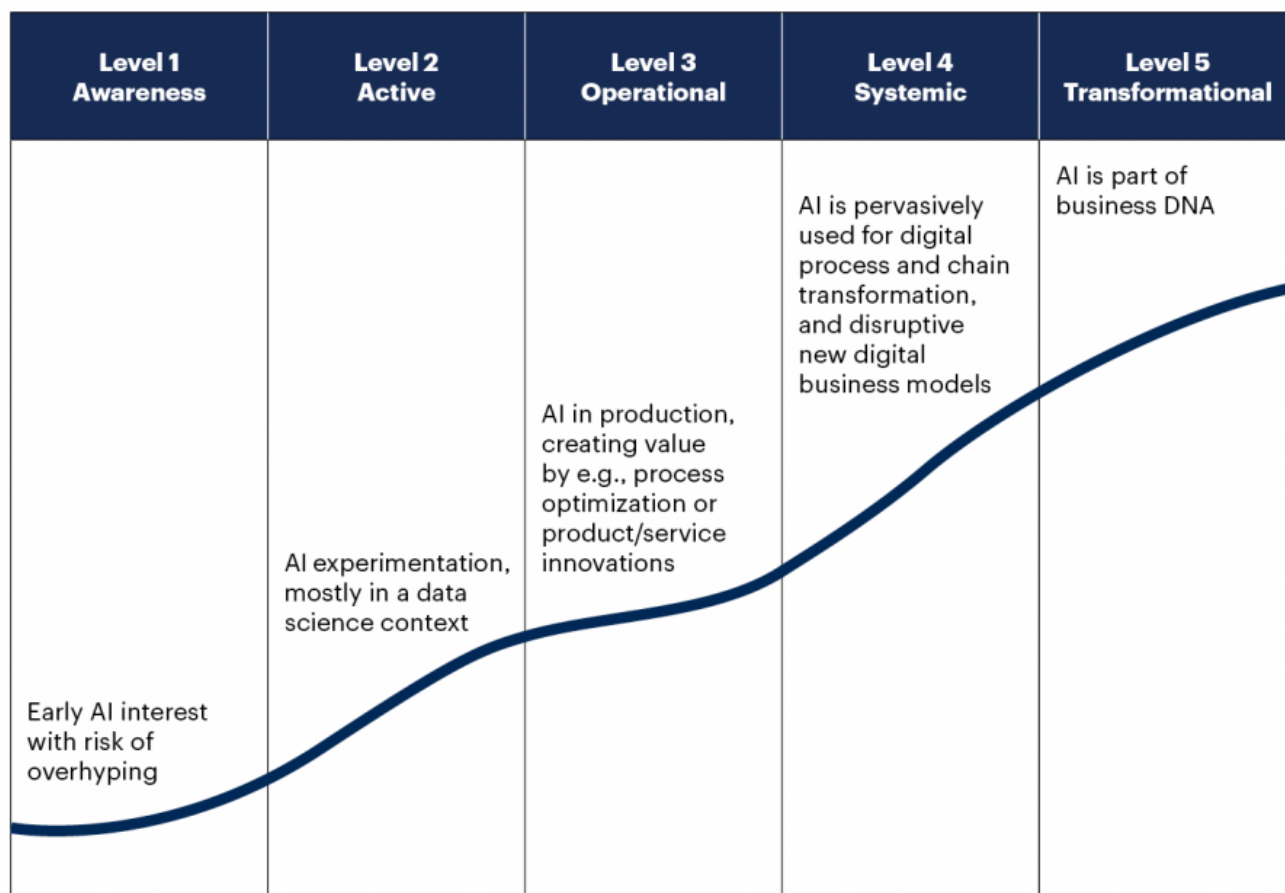 Level 1
Awareness
Level 2
Active
Level 3
Operational
Level 4
Systemic
Level 5
Transformational
Early AI interest
with risk of
overhyping
AI experimentation,
mostly in a data
science context
AI in production,
creating value
by e.g., process
optimization or
product/service
innovations
AI is pervasively
used for digital
process and chain
transformation,
and disruptive
new digital
business models
AI is part of
business DNA